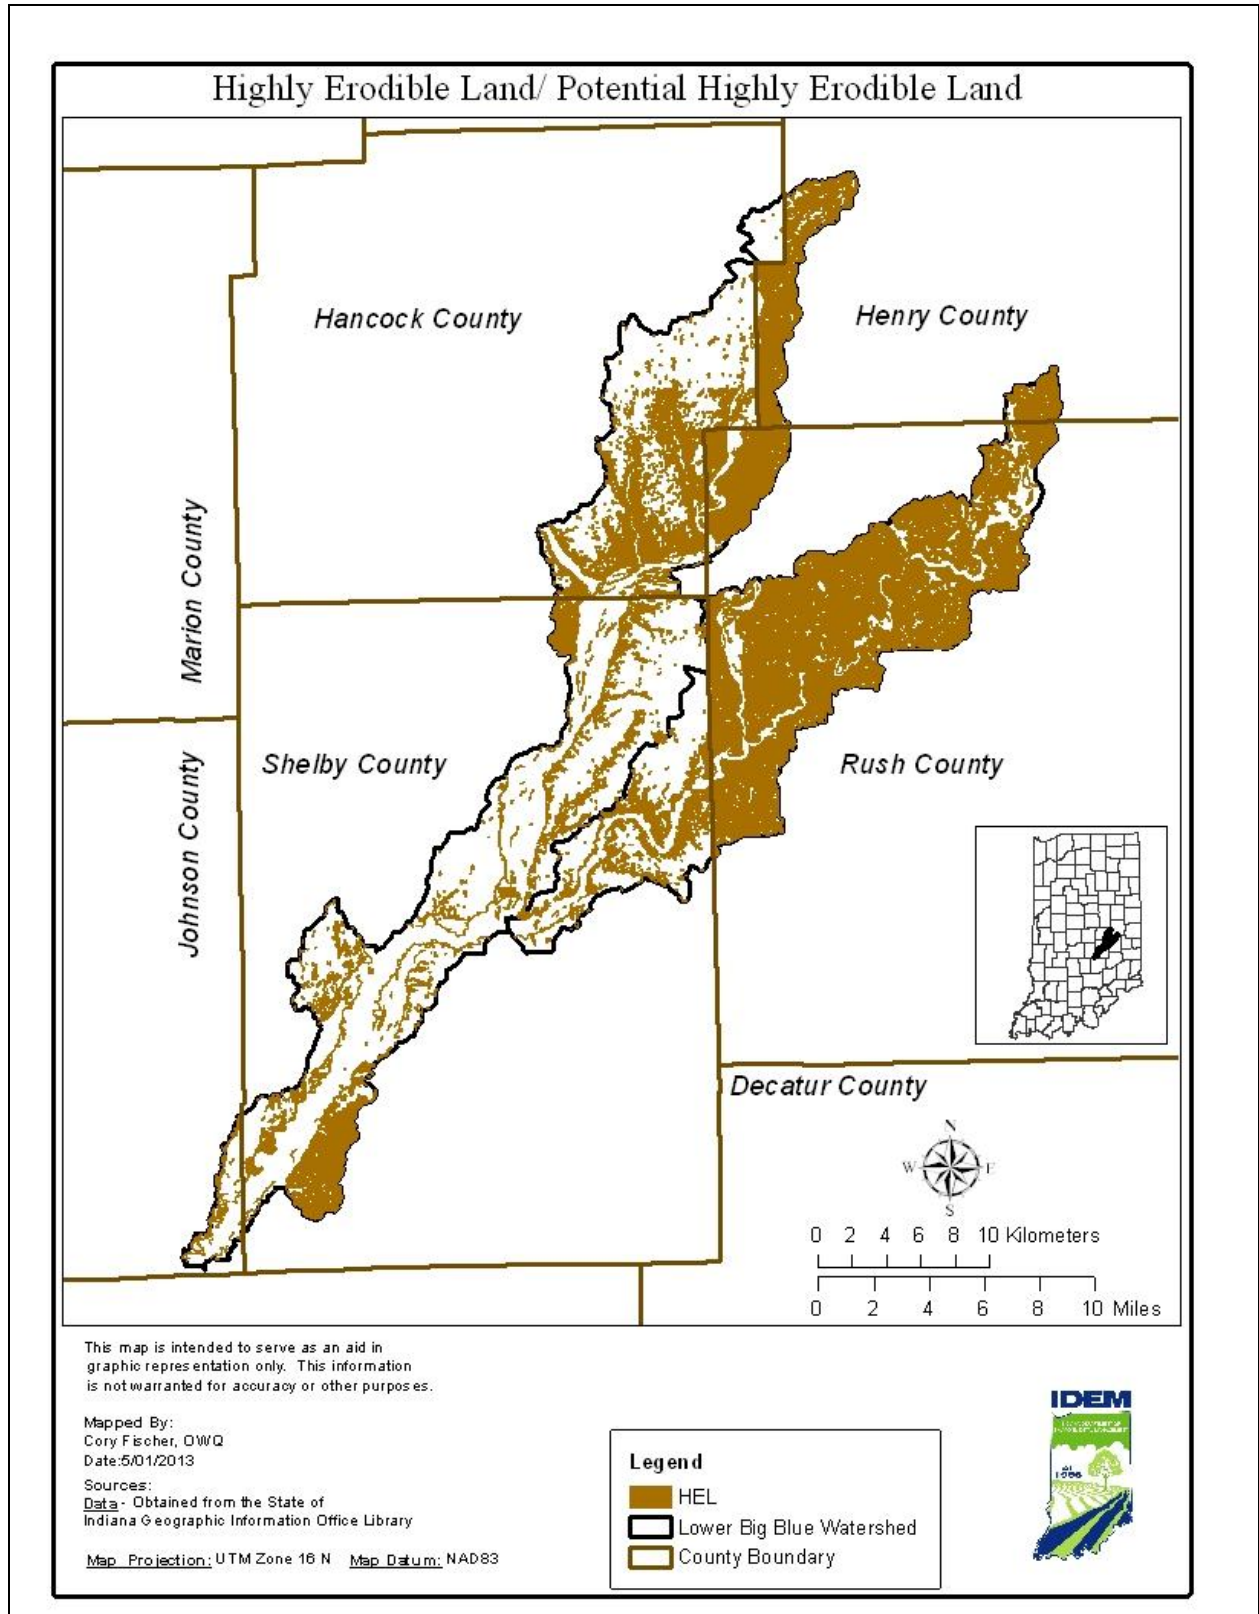 Highly Erodible Land/ Potential Highly Erodible Land
Hancock County
Henry County
Marion County
Shelby County
Rush County
Johnson County
Decatur County
N
W E
S
0 2 4 6 8 10 Kilometers
0 2 4 6 8 10 Miles
This map is intended to serve as an aid in
graphic representation only. This information
is not warranted for accuracy or other purposes.
Mapped By:
Cory Fischer, OWQ
Date:5/01/2013
Sources:
Data - Obtained from the State of
Indiana Geographic Information Office Library
Map Projection: UTM Zone 16 N Map Datum: NAD83
Legend
HEL
Lower Big Blue Watershed
County Boundary
IDEM